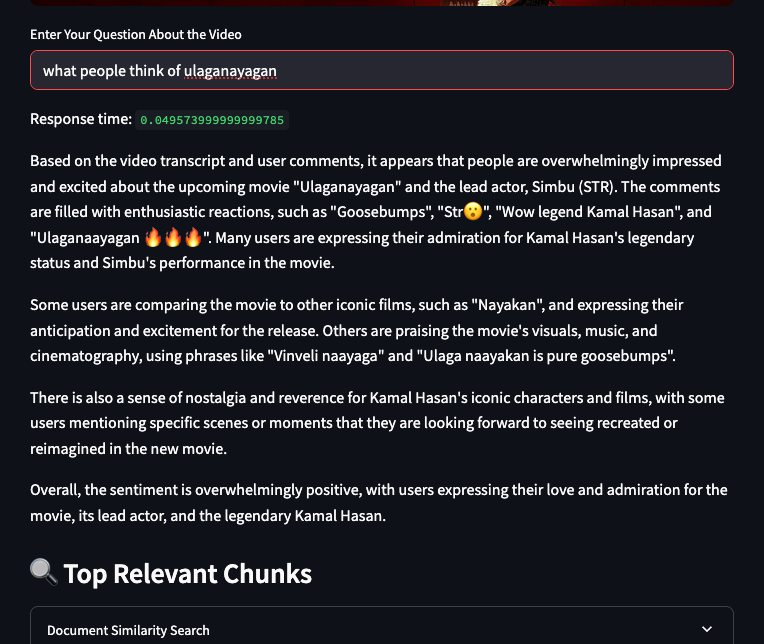 Enter Your Question About the Video
what people think of ulaganayagan
Response time: 0.049573999999999785
Based on the video transcript and user comments, it appears that people are overwhelmingly impressed
and excited about the upcoming movie "Ulaganayagan" and the lead actor, Simbu (STR). The comments
are filled with enthusiastic reactions, such as "Goosebumps", "Str😮", "Wow legend Kamal Hasan", and
"Ulaganaayagan 🔥🔥🔥". Many users are expressing their admiration for Kamal Hasan's legendary
status and Simbu's performance in the movie.
Some users are comparing the movie to other iconic films, such as "Nayakan", and expressing their
anticipation and excitement for the release. Others are praising the movie's visuals, music, and
cinematography, using phrases like "Vinveli naayaga" and "Ulaga naayakan is pure goosebumps".
There is also a sense of nostalgia and reverence for Kamal Hasan's iconic characters and films, with some
users mentioning specific scenes or moments that they are looking forward to seeing recreated or
reimagined in the new movie.
Overall, the sentiment is overwhelmingly positive, with users expressing their love and admiration for the
movie, its lead actor, and the legendary Kamal Hasan.
🔍 Top Relevant Chunks
Document Similarity Search